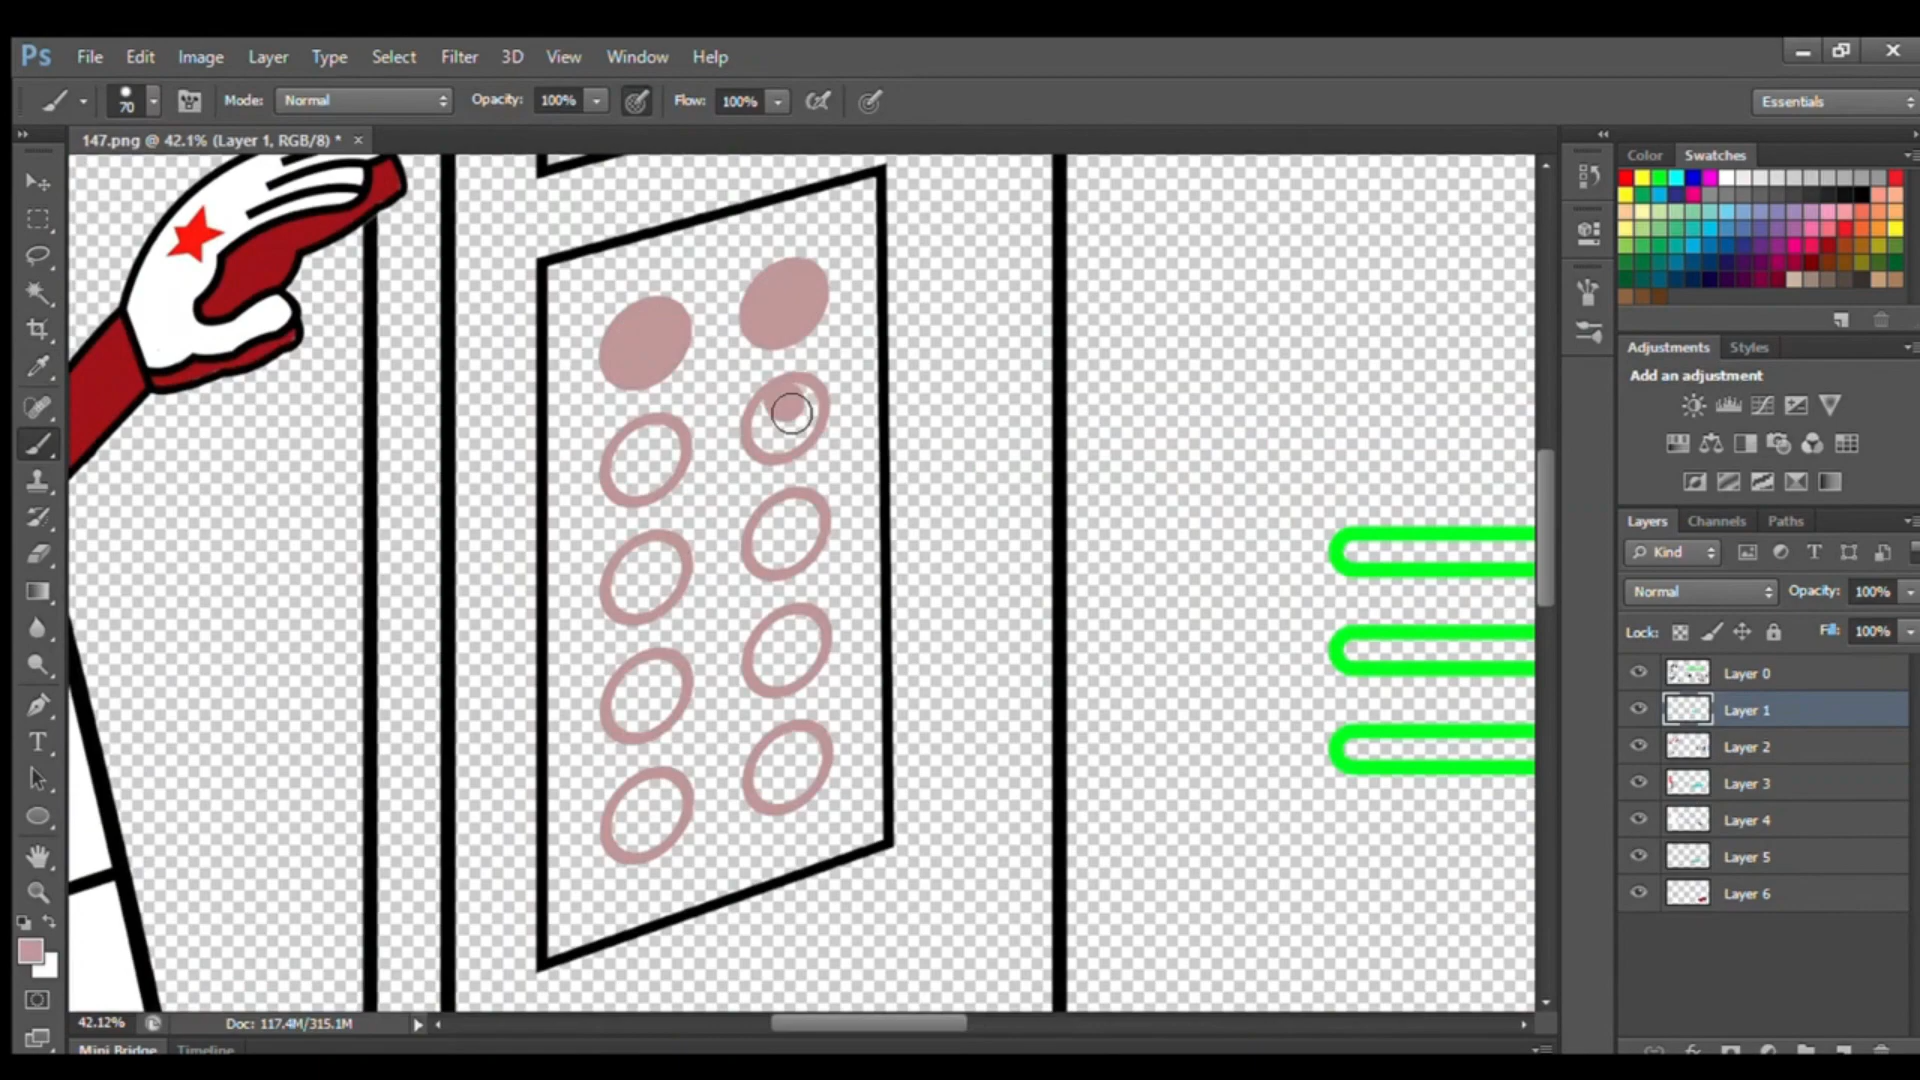 Ps File Edit Image Layer Type Select Filter 3D View Window Help
70 Mode: Normal Opacity: 100% Flow: 100% Essentials
147.png @ 42.1% (Layer 1, RGB/8) * ×
Color Swatches
Adjustments Styles
Add an adjustment
Layers Channels Paths
Kind
Normal Opacity: 100%
Lock: Fill: 100%
Layer 0
Layer 1
Layer 2
Layer 3
Layer 4
Layer 5
Layer 6
42.12% Doc: 117.4M/315.1M
Mini Bridge Timeline